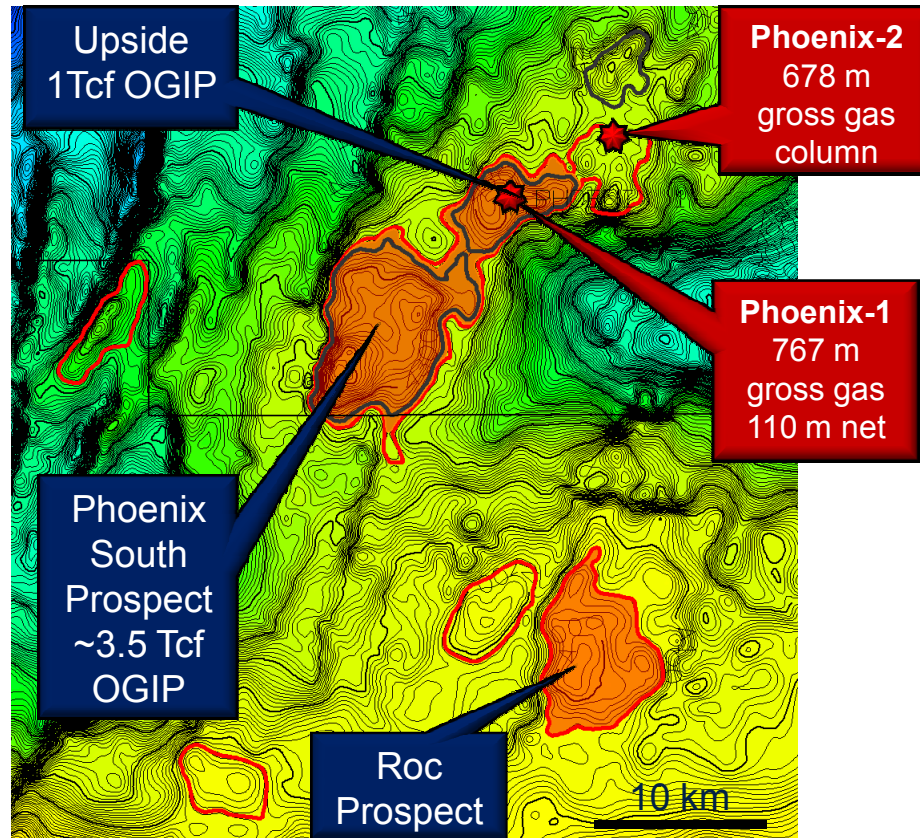 Upside
1Tcf OGIP
Phoenix-2
678 m
gross gas
column
Phoenix-1
767 m
gross gas
110 m net
Phoenix
South
Prospect
~3.5 Tcf
OGIP
Roc
Prospect
10 km